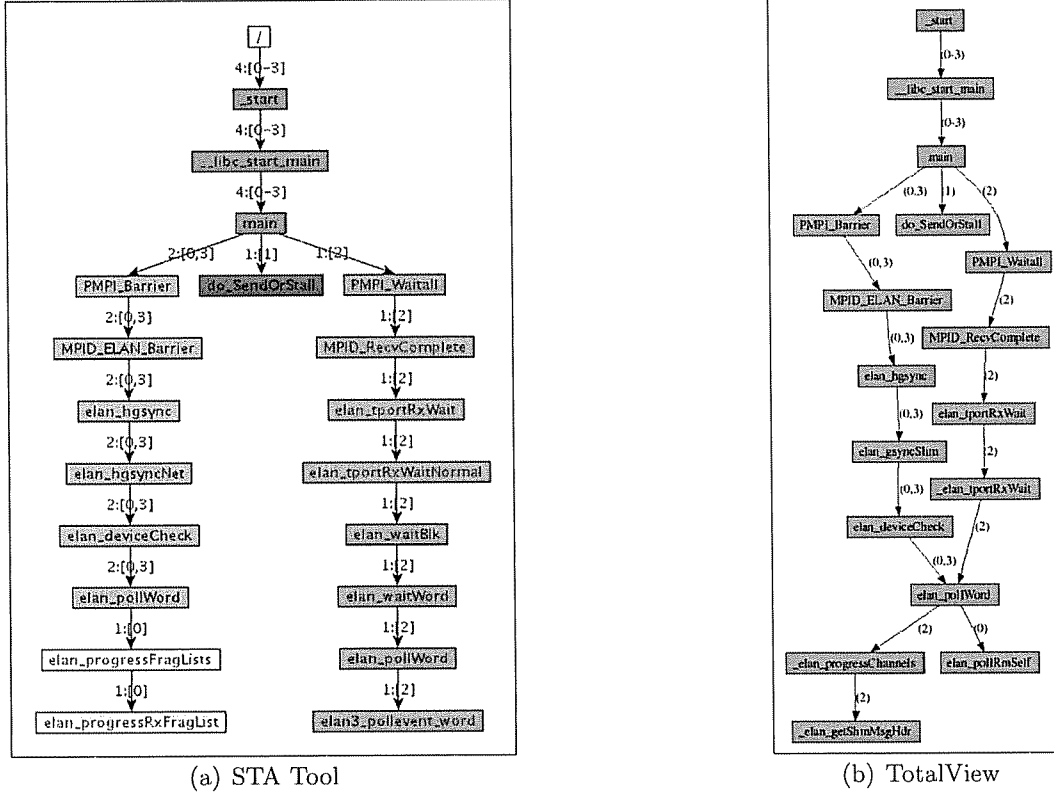 /
4:[0-3]
_start
4:[0-3]
__libc_start_main
4:[0-3]
main
2:[0,3] 1:[1] 1:[2]
PMPI_Barrier do_SendOrStall PMPI_Waitall
2:[0,3] 1:[2]
MPID_ELAN_Barrier MPID_RecvComplete
2:[0,3] 1:[2]
elan_hgsync elan_tportRxWait
2:[0,3] 1:[2]
elan_hgsyncNet elan_tportRxWaitNormal
2:[0,3] 1:[2]
elan_deviceCheck elan_waitBlk
2:[0,3] 1:[2]
elan_pollWord elan_waitWord
1:[0] 1:[2]
elan_progressFragLists elan_pollWord
1:[0] 1:[2]
elan_progressRxFragList elan3_pollevent_word
(a) STA Tool
_start
(0-3)
__libc_start_main
(0-3)
main
(0,3) (1) (2)
PMPI_Barrier do_SendOrStall
(0,3) PMPI_Waitall
MPID_ELAN_Barrier (2)
(0,3) MPID_RecvComplete
elan_hgsync (2)
(0,3) elan_tportRxWait
elan_gsyncShm (2)
(0,3) _elan_tportRxWait
elan_deviceCheck (2)
(0,3)
elan_pollWord
(2) (0)
_elan_progressChannels elan_pollRmSelf
(2)
_elan_getShmMsgHdr
(b) TotalView